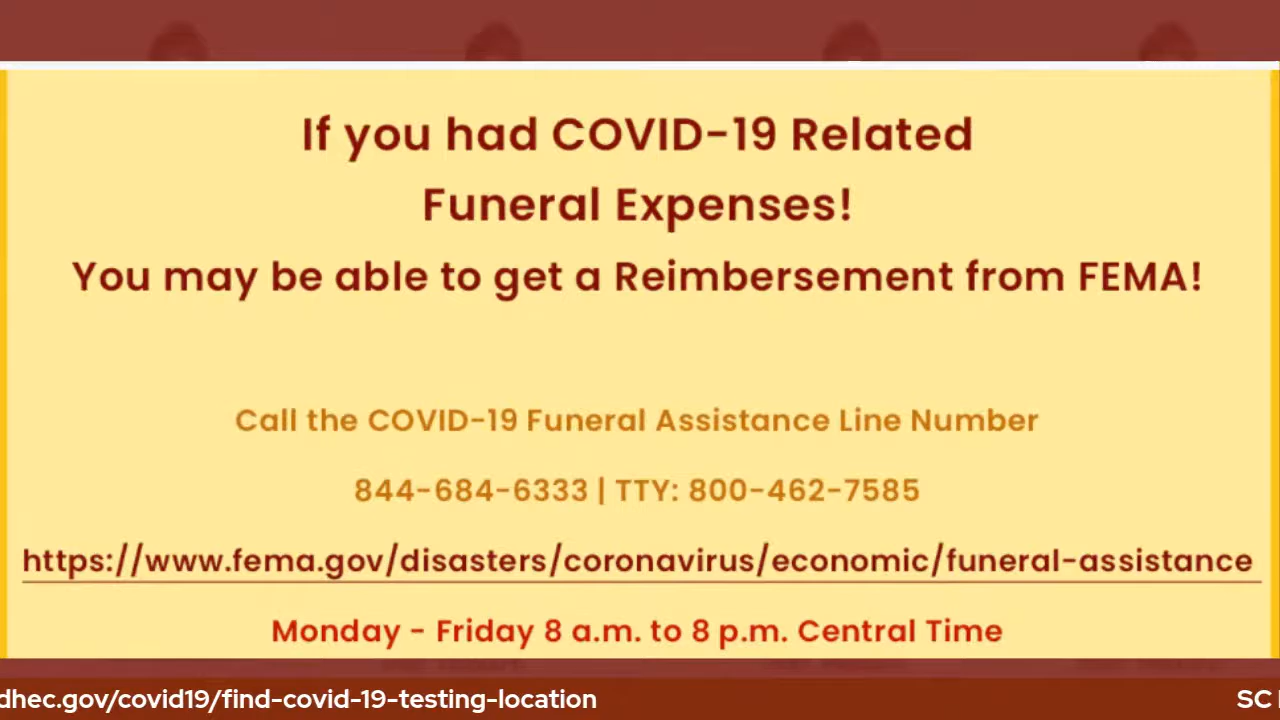 If you had COVID-19 Related
Funeral Expenses!
You may be able to get a Reimbersement from FEMA!
Call the COVID-19 Funeral Assistance Line Number
844-684-6333 | TTY: 800-462-7585
https://www.fema.gov/disasters/coronavirus/economic/funeral-assistance
Monday - Friday 8 a.m. to 8 p.m. Central Time
dhec.gov/covid19/find-covid-19-testing-location SC